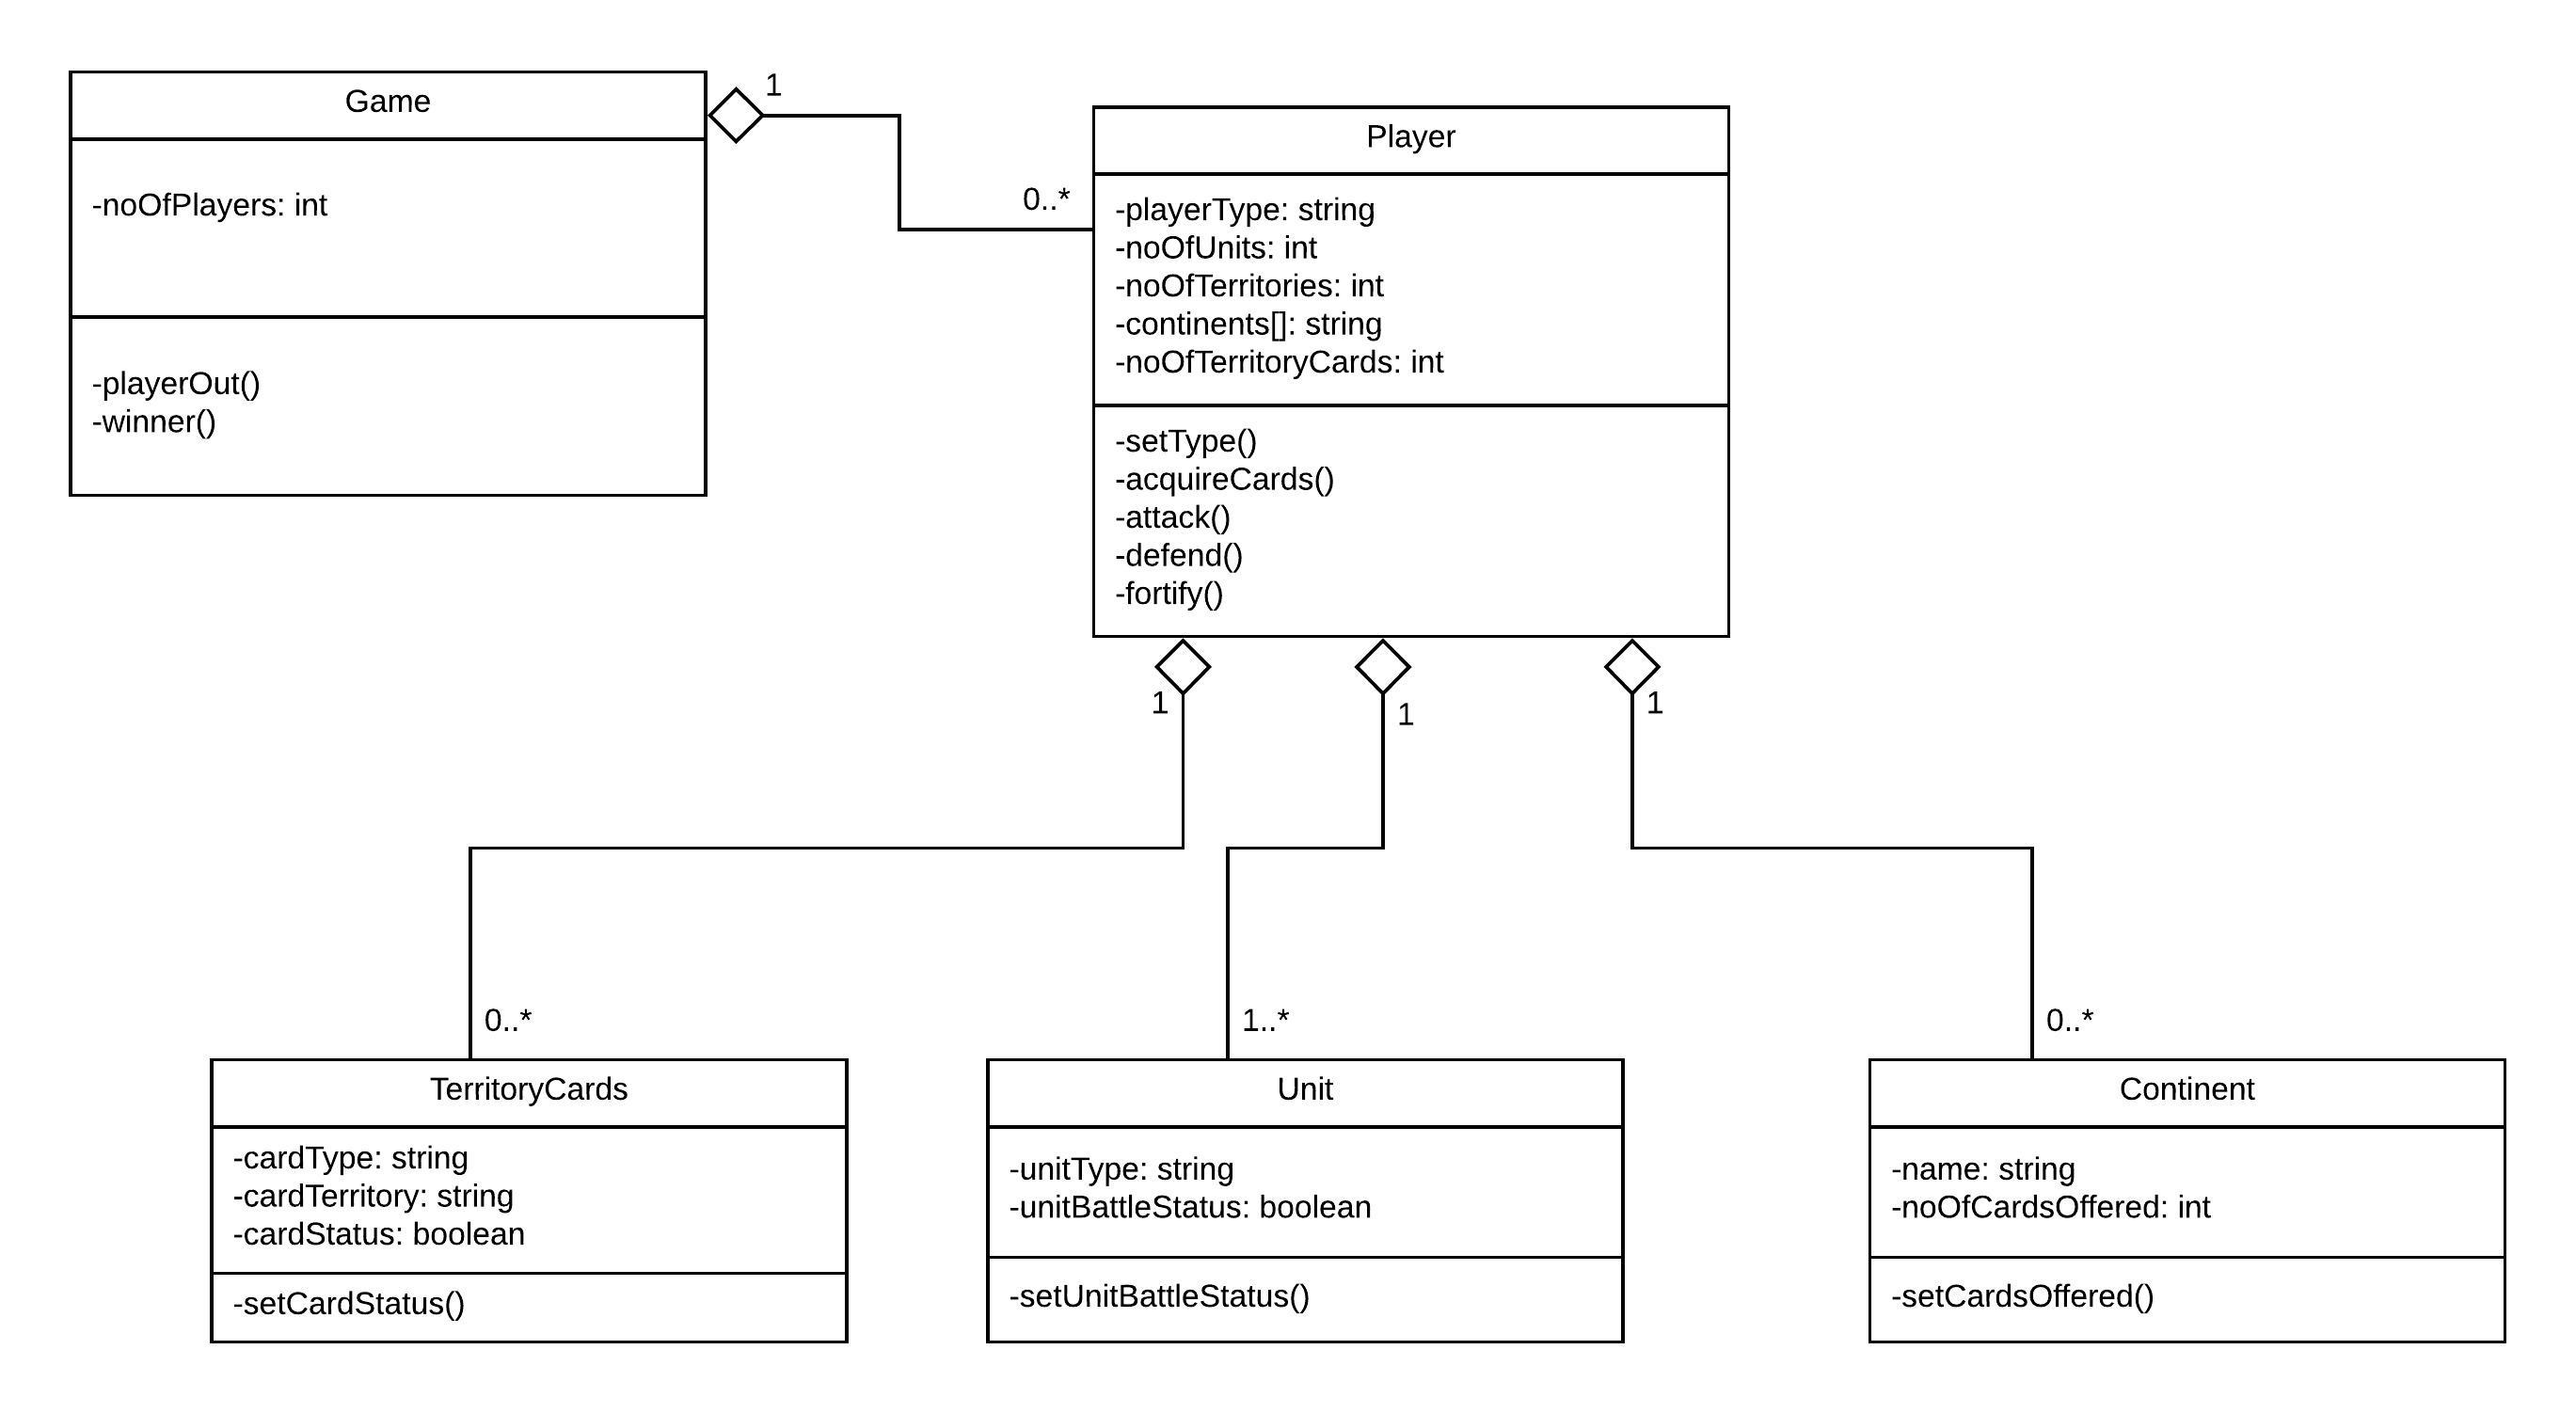 Game
-noOfPlayers: int
-playerOut()
-winner()
1
0..*
Player
-playerType: string
-noOfUnits: int
-noOfTerritories: int
-continents[]: string
-noOfTerritoryCards: int
-setType()
-acquireCards()
-attack()
-defend()
-fortify()
1
1
1
0..*
1..*
0..*
TerritoryCards
-cardType: string
-cardTerritory: string
-cardStatus: boolean
-setCardStatus()
Unit
-unitType: string
-unitBattleStatus: boolean
-setUnitBattleStatus()
Continent
-name: string
-noOfCardsOffered: int
-setCardsOffered()